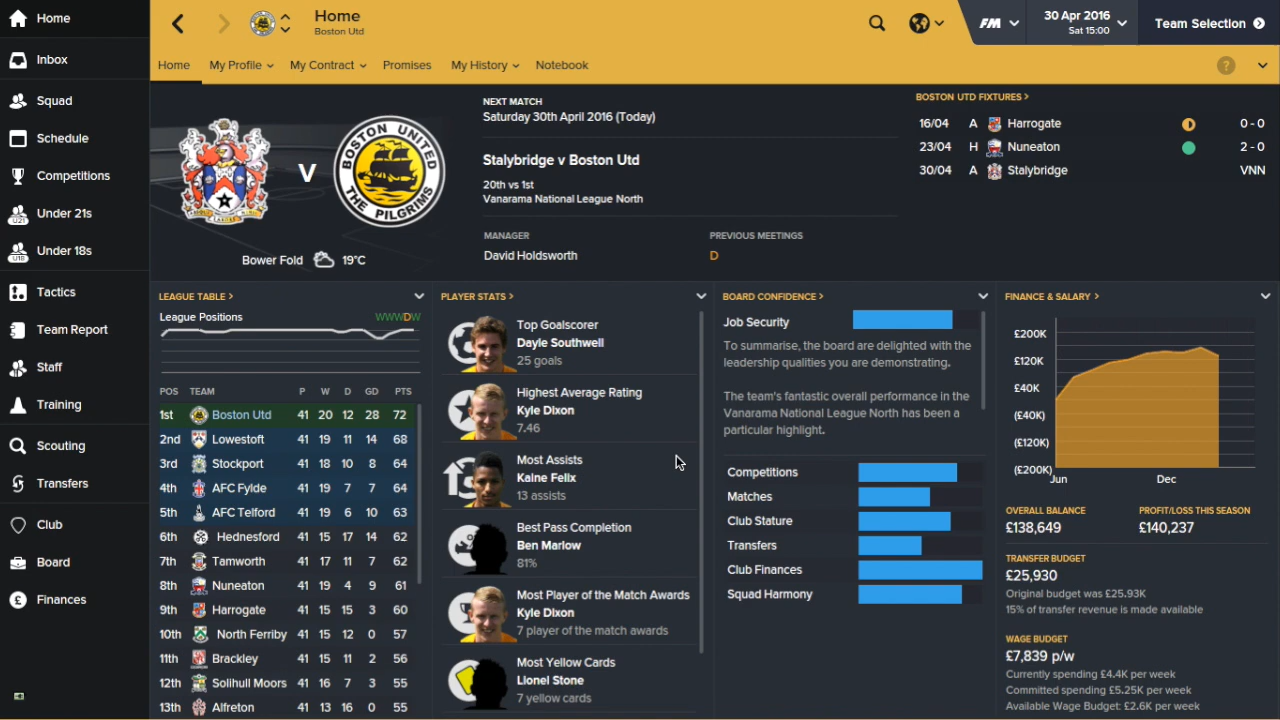 Home
Inbox
Squad
Schedule
Competitions
Under 21s
Under 18s
Tactics
Team Report
Staff
Training
Scouting
Transfers
Club
Board
Finances
Home
Boston Utd
FM
30 Apr 2016
Sat 15:00
Team Selection
Home My Profile My Contract Promises My History Notebook
?
BOSTON UNITED
THE PILGRIMS
V
Bower Fold 19°C
NEXT MATCH
Saturday 30th April 2016 (Today)
Stalybridge v Boston Utd
20th vs 1st
Vanarama National League North
MANAGER
David Holdsworth
PREVIOUS MEETINGS
D
BOSTON UTD FIXTURES >
16/04 A Harrogate 0 - 0
23/04 H Nuneaton 2 - 0
30/04 A Stalybridge VNN
LEAGUE TABLE >
League Positions WWWDW
POS TEAM P W D GD PTS
1st Boston Utd 41 20 12 28 72
2nd Lowestoft 41 19 11 14 68
3rd Stockport 41 18 10 8 64
4th AFC Fylde 41 19 7 7 64
5th AFC Telford 41 19 6 10 63
6th Hednesford 41 15 17 14 62
7th Tamworth 41 17 11 7 62
8th Nuneaton 41 19 4 9 61
9th Harrogate 41 15 15 3 60
10th North Ferriby 41 15 12 0 57
11th Brackley 41 15 11 2 56
12th Solihull Moors 41 16 7 3 55
13th Alfreton 41 13 16 0 55
PLAYER STATS >
Top Goalscorer
Dayle Southwell
25 goals
Highest Average Rating
Kyle Dixon
7.46
Most Assists
Kaine Felix
13 assists
Best Pass Completion
Ben Marlow
81%
Most Player of the Match Awards
Kyle Dixon
7 player of the match awards
Most Yellow Cards
Lionel Stone
7 yellow cards
BOARD CONFIDENCE >
Job Security
To summarise, the board are delighted with the
leadership qualities you are demonstrating.
The team's fantastic overall performance in the
Vanarama National League North has been a
particular highlight.
Competitions
Matches
Club Stature
Transfers
Club Finances
Squad Harmony
FINANCE & SALARY >
£200K
£120K
£40K
(£40K)
(£120K)
(£200K)
Jun Dec
OVERALL BALANCE
£138,649
PROFIT/LOSS THIS SEASON
£140,237
TRANSFER BUDGET
£25,930
Original budget was £25.93K
15% of transfer revenue is made available
WAGE BUDGET
£7,839 p/w
Currently spending £4.4K per week
Committed spending £5.25K per week
Available Wage Budget: £2.6K per week